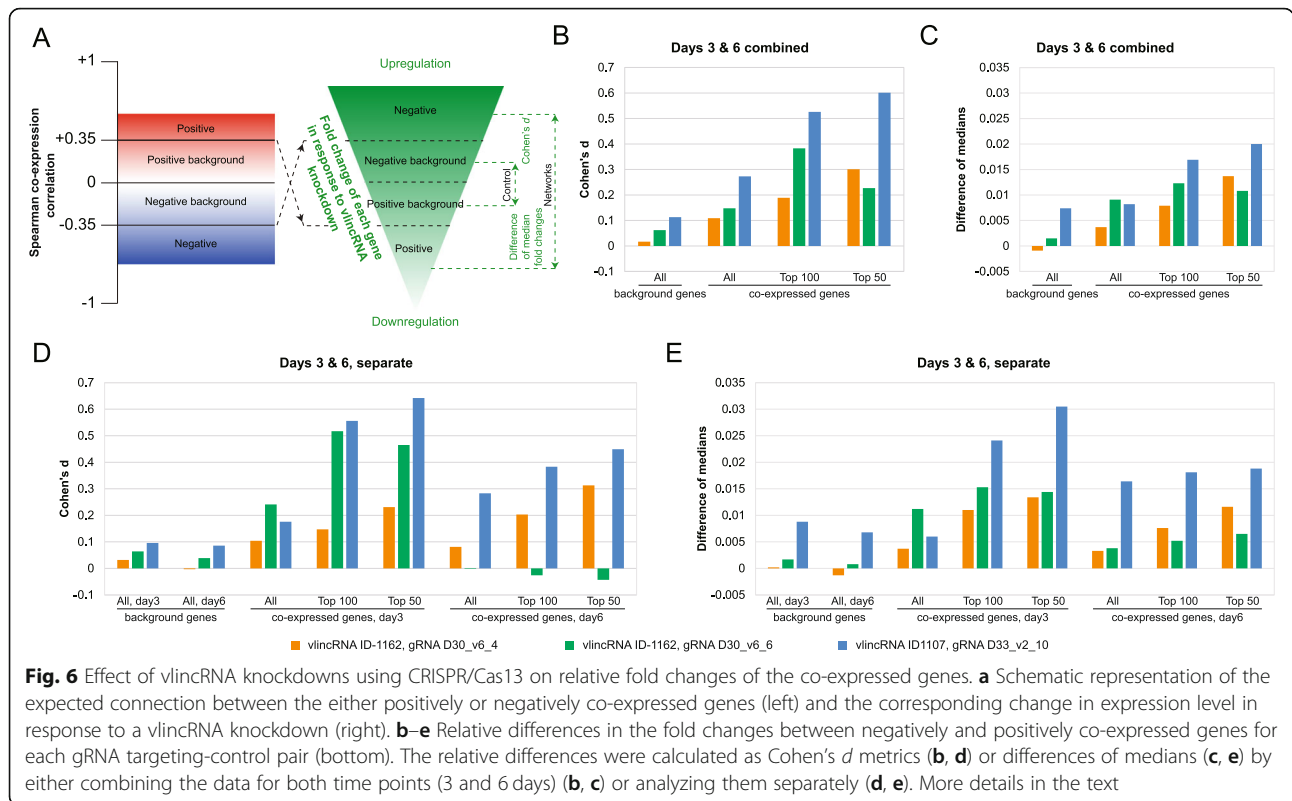 A
+1
+0.35
0
-0.35
-1
Spearman co-expression
correlation
Positive
Positive background
Negative background
Negative
Upregulation
Negative
Negative background
Positive background
Positive
Downregulation
Fold change of each gene
in response to vlincRNA
knockdown
Cohen's d
Control
Networks
Difference
of median
fold changes
B
Days 3 & 6 combined
Cohen's d
0.7
0.6
0.5
0.4
0.3
0.2
0.1
0
-0.1
All
All
Top 100
Top 50
background genes
co-expressed genes
C
Days 3 & 6 combined
Difference of medians
0.035
0.03
0.025
0.02
0.015
0.01
0.005
0
-0.005
All
All
Top 100
Top 50
background genes
co-expressed genes
D
Days 3 & 6, separate
Cohen's d
0.7
0.6
0.5
0.4
0.3
0.2
0.1
0
-0.1
All, day3
All, day6
All
Top 100
Top 50
All
Top 100
Top 50
background genes
co-expressed genes, day3
co-expressed genes, day6
E
Days 3 & 6, separate
Difference of medians
0.035
0.03
0.025
0.02
0.015
0.01
0.005
0
-0.005
All, day3
All, day6
All
Top 100
Top 50
All
Top 100
Top 50
background genes
co-expressed genes, day3
co-expressed genes, day6
vlincRNA ID-1162, gRNA D30_v6_4
vlincRNA ID-1162, gRNA D30_v6_6
vlincRNA ID1107, gRNA D33_v2_10
Fig. 6 Effect of vlincRNA knockdowns using CRISPR/Cas13 on relative fold changes of the co-expressed genes. a Schematic representation of the
expected connection between the either positively or negatively co-expressed genes (left) and the corresponding change in expression level in
response to a vlincRNA knockdown (right). b–e Relative differences in the fold changes between negatively and positively co-expressed genes for
each gRNA targeting-control pair (bottom). The relative differences were calculated as Cohen's d metrics (b, d) or differences of medians (c, e) by
either combining the data for both time points (3 and 6 days) (b, c) or analyzing them separately (d, e). More details in the text